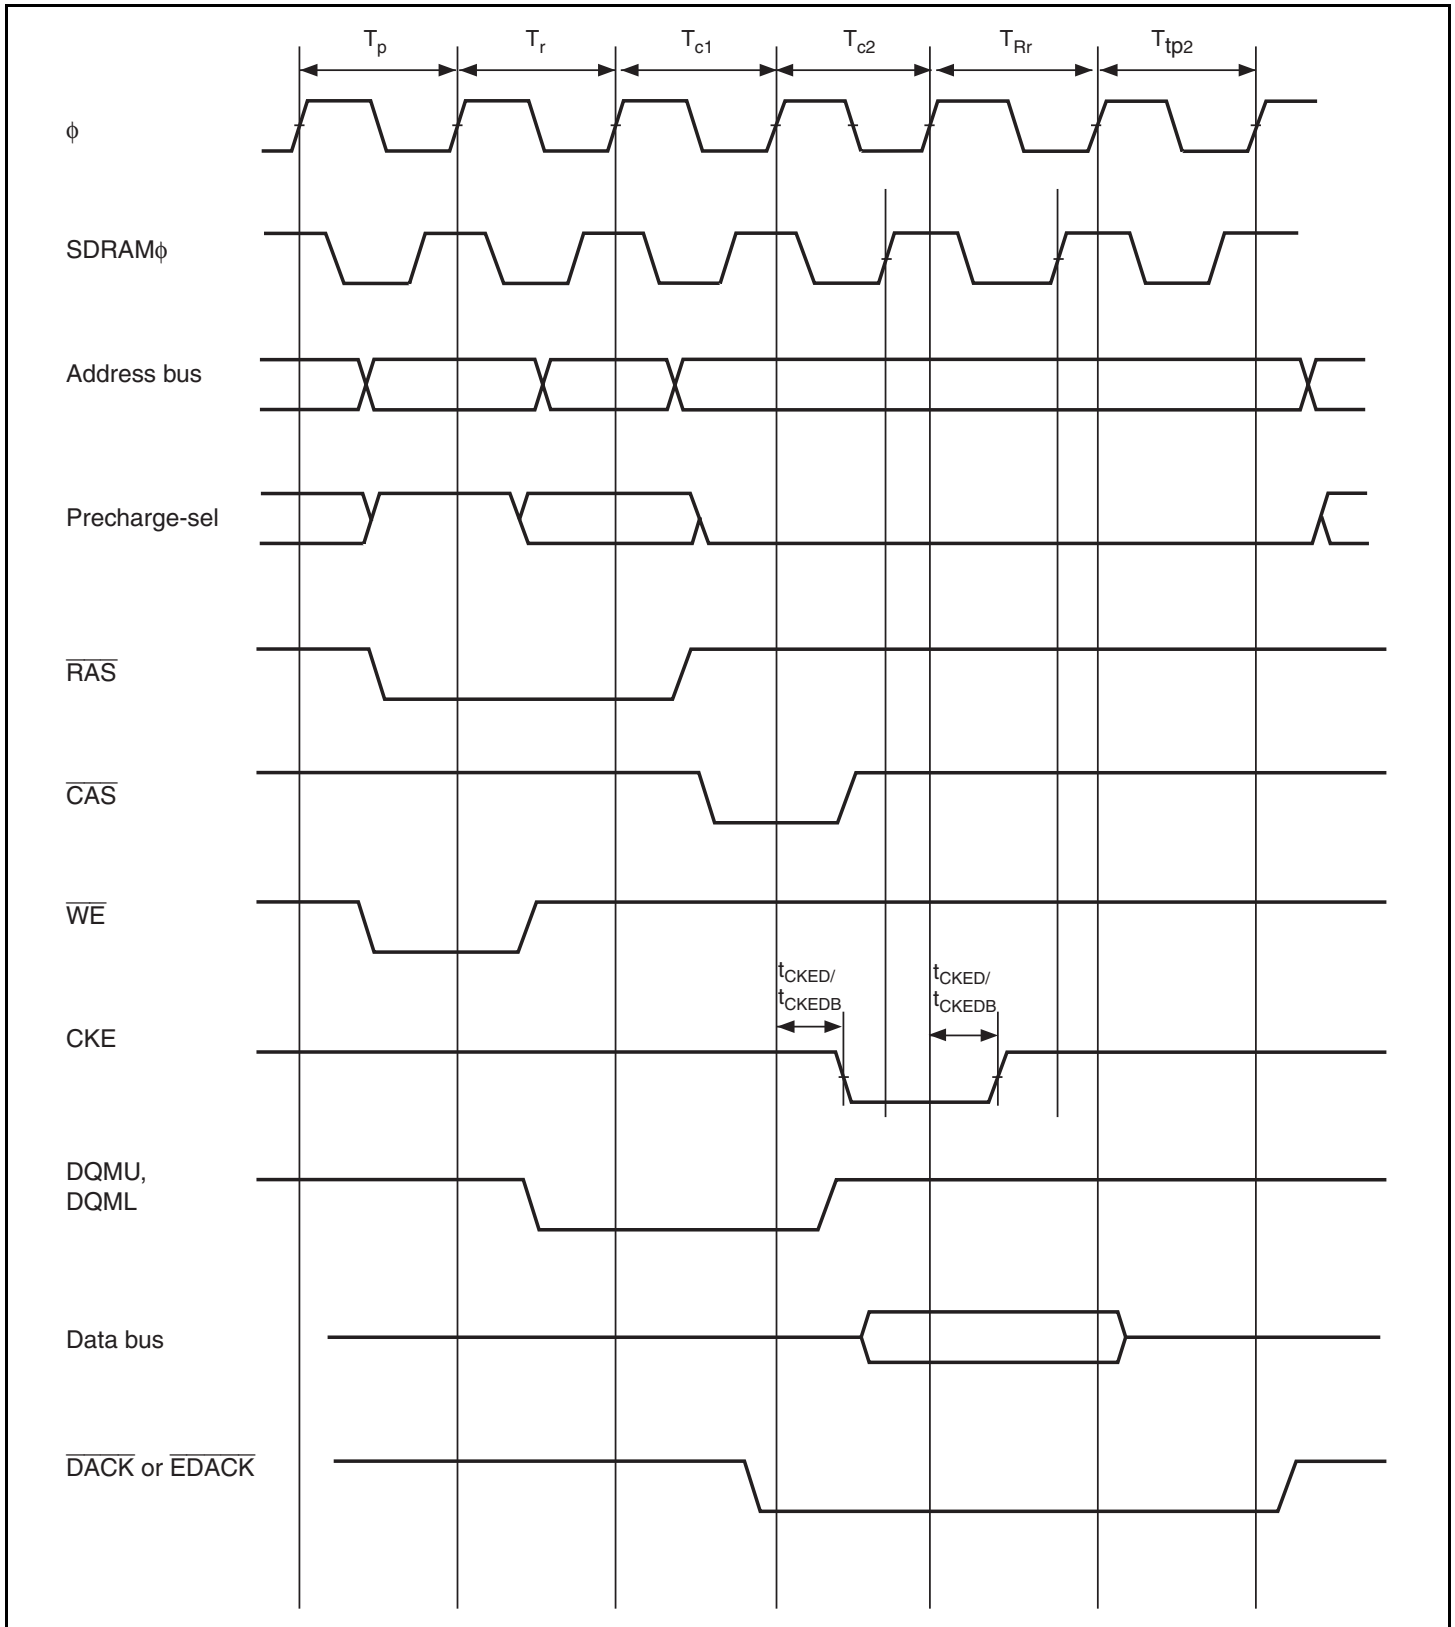 Tp Tr Tc1 Tc2 TRr Ttp2
ϕ
SDRAMϕ
Address bus
Precharge-sel
RAS
CAS
WE
tCKED/ tCKED/
tCKEDB tCKEDB
CKE
DQMU,
DQML
Data bus
DACK or EDACK